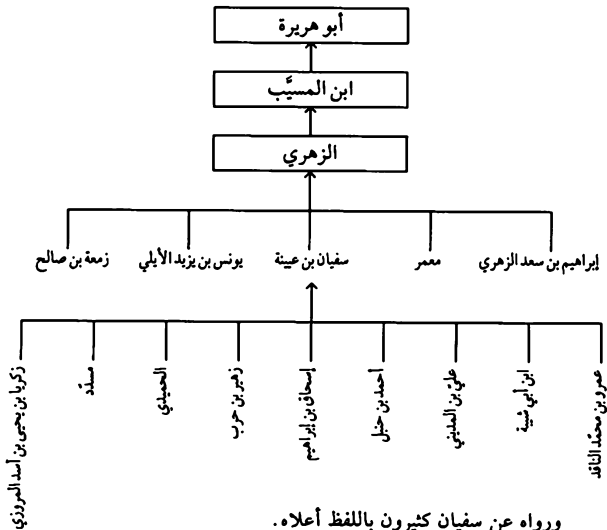 أبو هريرة
ابن المسيَّب
الزهري
إبراهيم بن سعد الزهري
معمر
سفيان بن عيينة
يونس بن يزيد الأيلي
زمعة بن صالح
عمرو بن محمّد الناقد
ابن أبي شيبة
عليّ بن المديني
أحمد بن حنبل
إسحاق بن إبراهيم
زهير بن حرب
الحميدي
مسدّد
زكريا بن يحيى بن أسد المروزي
ورواه عن سفيان كثيرون باللفظ أعلاه.